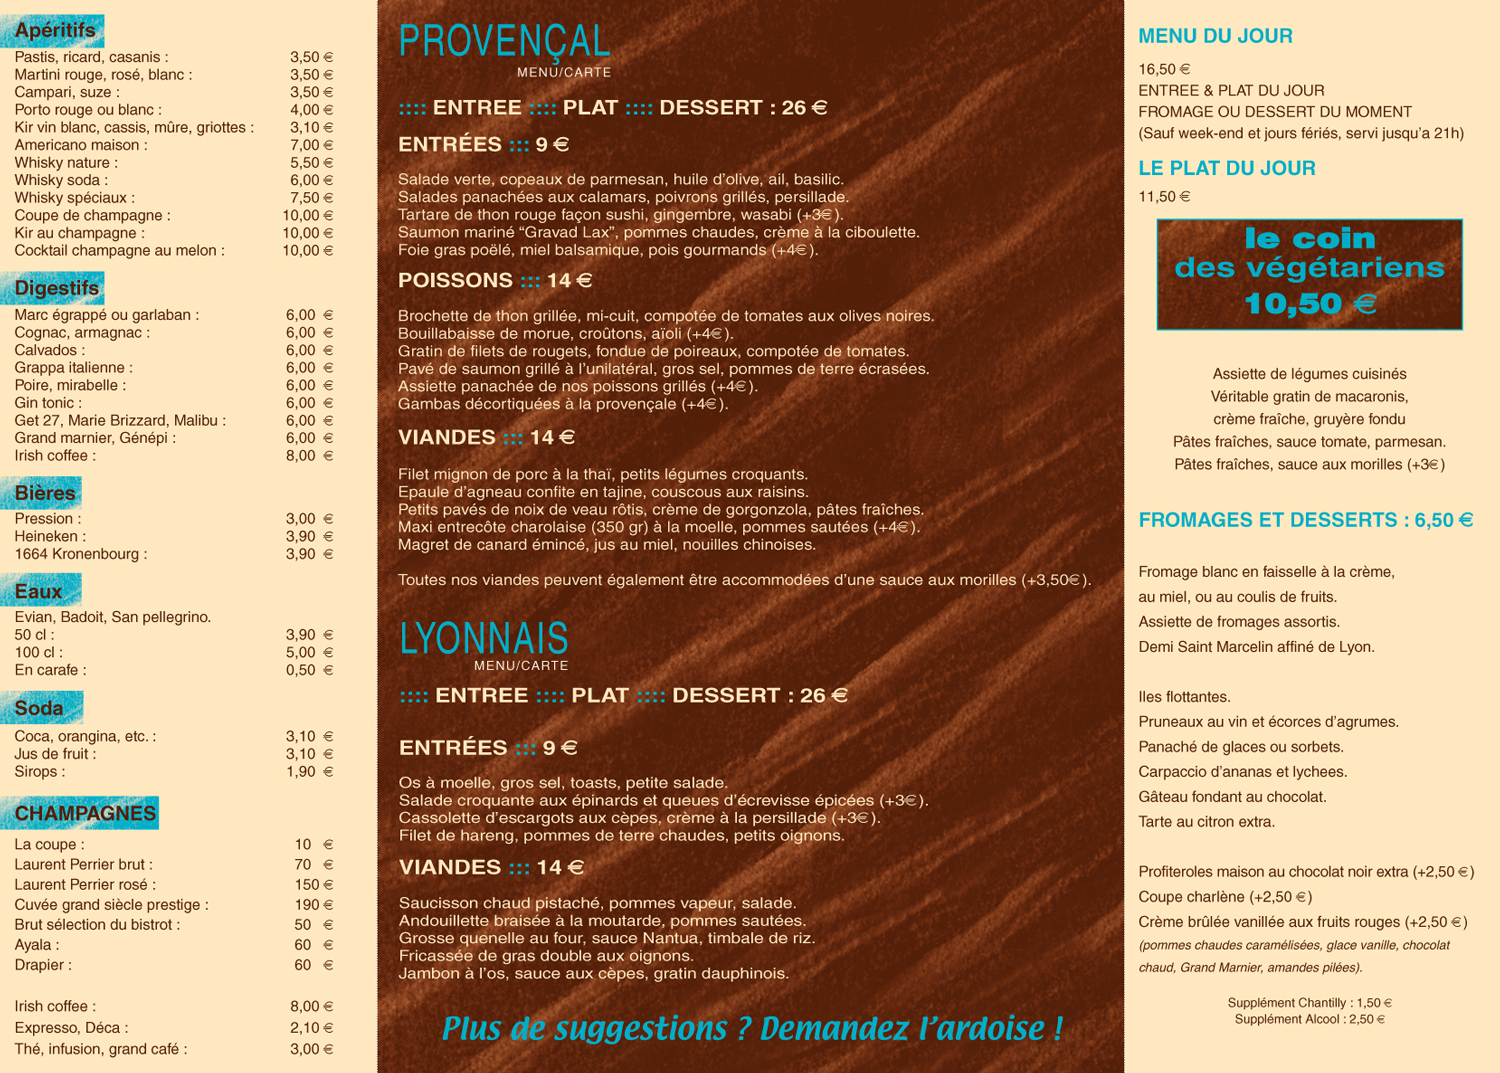 Apéritifs
Pastis, ricard, casanis : 3,50 €
Martini rouge, rosé, blanc : 3,50 €
Campari, suze : 3,50 €
Porto rouge ou blanc : 4,00 €
Kir vin blanc, cassis, mûre, griottes : 3,10 €
Americano maison : 7,00 €
Whisky nature : 5,50 €
Whisky soda : 6,00 €
Whisky spéciaux : 7,50 €
Coupe de champagne : 10,00 €
Kir au champagne : 10,00 €
Cocktail champagne au melon : 10,00 €
Digestifs
Marc égrappé ou garlaban : 6,00 €
Cognac, armagnac : 6,00 €
Calvados : 6,00 €
Grappa italienne : 6,00 €
Poire, mirabelle : 6,00 €
Gin tonic : 6,00 €
Get 27, Marie Brizzard, Malibu : 6,00 €
Grand marnier, Génépi : 6,00 €
Irish coffee : 8,00 €
Bières
Pression : 3,00 €
Heineken : 3,90 €
1664 Kronenbourg : 3,90 €
Eaux
Evian, Badoit, San pellegrino.
50 cl : 3,90 €
100 cl : 5,00 €
En carafe : 0,50 €
Soda
Coca, orangina, etc. : 3,10 €
Jus de fruit : 3,10 €
Sirops : 1,90 €
CHAMPAGNES
La coupe : 10 €
Laurent Perrier brut : 70 €
Laurent Perrier rosé : 150 €
Cuvée grand siècle prestige : 190 €
Brut sélection du bistrot : 50 €
Ayala : 60 €
Drapier : 60 €
Irish coffee : 8,00 €
Expresso, Déca : 2,10 €
Thé, infusion, grand café : 3,00 €
PROVENÇAL
MENU/CARTE
:::: ENTREE :::: PLAT :::: DESSERT : 26 €
ENTRÉES ::: 9 €
Salade verte, copeaux de parmesan, huile d'olive, ail, basilic.
Salades panachées aux calamars, poivrons grillés, persillade.
Tartare de thon rouge façon sushi, gingembre, wasabi (+3€).
Saumon mariné “Gravad Lax”, pommes chaudes, crème à la ciboulette.
Foie gras poëlé, miel balsamique, pois gourmands (+4€).
POISSONS ::: 14 €
Brochette de thon grillée, mi-cuit, compotée de tomates aux olives noires.
Bouillabaisse de morue, croûtons, aïoli (+4€).
Gratin de filets de rougets, fondue de poireaux, compotée de tomates.
Pavé de saumon grillé à l'unilatéral, gros sel, pommes de terre écrasées.
Assiette panachée de nos poissons grillés (+4€).
Gambas décortiquées à la provençale (+4€).
VIANDES ::: 14 €
Filet mignon de porc à la thaï, petits légumes croquants.
Epaule d'agneau confite en tajine, couscous aux raisins.
Petits pavés de noix de veau rôtis, crème de gorgonzola, pâtes fraîches.
Maxi entrecôte charolaise (350 gr) à la moelle, pommes sautées (+4€).
Magret de canard émincé, jus au miel, nouilles chinoises.
Toutes nos viandes peuvent également être accommodées d'une sauce aux morilles (+3,50€).
LYONNAIS
MENU/CARTE
:::: ENTREE :::: PLAT :::: DESSERT : 26 €
ENTRÉES ::: 9 €
Os à moelle, gros sel, toasts, petite salade.
Salade croquante aux épinards et queues d'écrevisse épicées (+3€).
Cassolette d'escargots aux cèpes, crème à la persillade (+3€).
Filet de hareng, pommes de terre chaudes, petits oignons.
VIANDES ::: 14 €
Saucisson chaud pistaché, pommes vapeur, salade.
Andouillette braisée à la moutarde, pommes sautées.
Grosse quenelle au four, sauce Nantua, timbale de riz.
Fricassée de gras double aux oignons.
Jambon à l'os, sauce aux cèpes, gratin dauphinois.
Plus de suggestions ? Demandez l'ardoise !
MENU DU JOUR
16,50 €
ENTREE & PLAT DU JOUR
FROMAGE OU DESSERT DU MOMENT
(Sauf week-end et jours fériés, servi jusqu'a 21h)
LE PLAT DU JOUR
11,50 €
le coin
des végétariens
10,50 €
Assiette de légumes cuisinés
Véritable gratin de macaronis,
crème fraîche, gruyère fondu
Pâtes fraîches, sauce tomate, parmesan.
Pâtes fraîches, sauce aux morilles (+3€)
FROMAGES ET DESSERTS : 6,50 €
Fromage blanc en faisselle à la crème,
au miel, ou au coulis de fruits.
Assiette de fromages assortis.
Demi Saint Marcelin affiné de Lyon.
Iles flottantes.
Pruneaux au vin et écorces d'agrumes.
Panaché de glaces ou sorbets.
Carpaccio d'ananas et lychees.
Gâteau fondant au chocolat.
Tarte au citron extra.
Profiteroles maison au chocolat noir extra (+2,50 €)
Coupe charlène (+2,50 €)
Crème brûlée vanillée aux fruits rouges (+2,50 €)
(pommes chaudes caramélisées, glace vanille, chocolat
chaud, Grand Marnier, amandes pilées).
Supplément Chantilly : 1,50 €
Supplément Alcool : 2,50 €